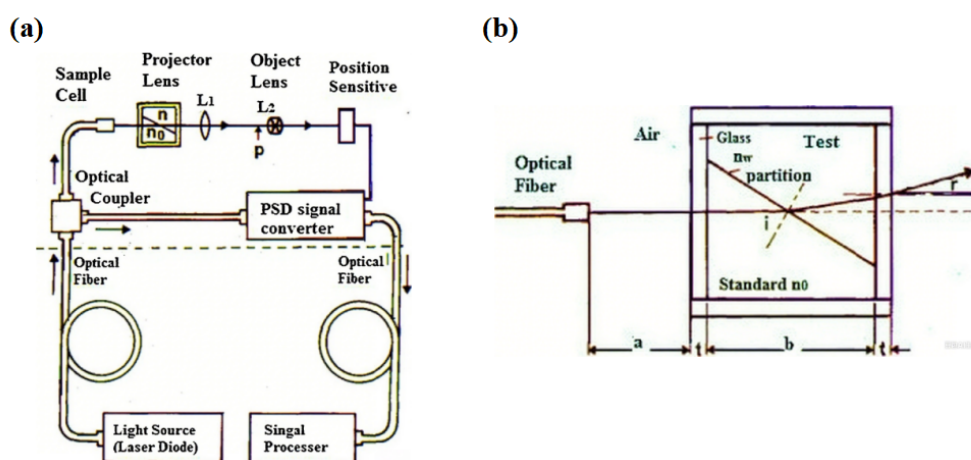 (a)
Projector
Lens
Object
Lens
Position
Sensitive
Sample
Cell
L1
L2
n
n0
p
Optical
Coupler
PSD signal
converter
Optical
Fiber
Optical
Fiber
Light Source
(Laser Diode)
Singal
Processer
(b)
Air
Glass
Test
nw
partition
Optical
Fiber
i
r
Standard n0
a
t
b
t